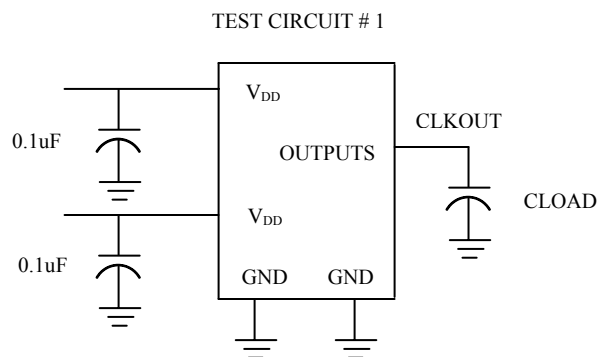 TEST CIRCUIT # 1
VDD
0.1uF
CLKOUT
OUTPUTS
CLOAD
VDD
0.1uF
GND GND